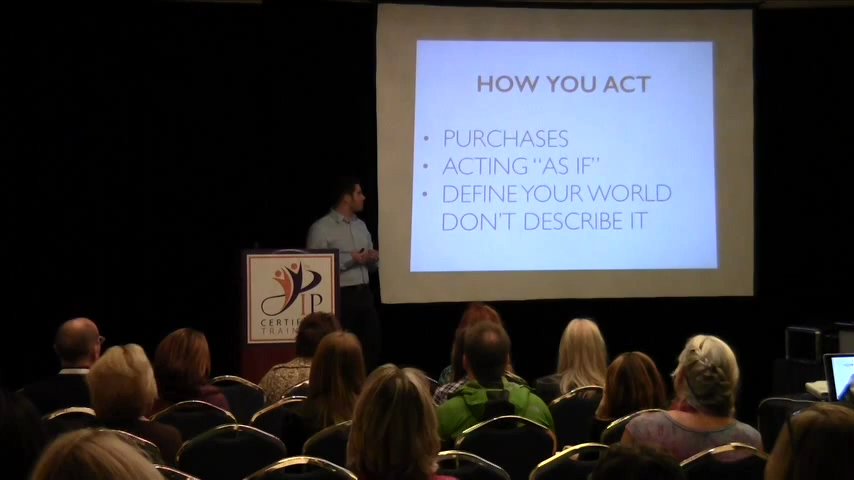 HOW YOU ACT
• PURCHASES
• ACTING “AS IF”
• DEFINE YOUR WORLD
DON'T DESCRIBE IT
IP